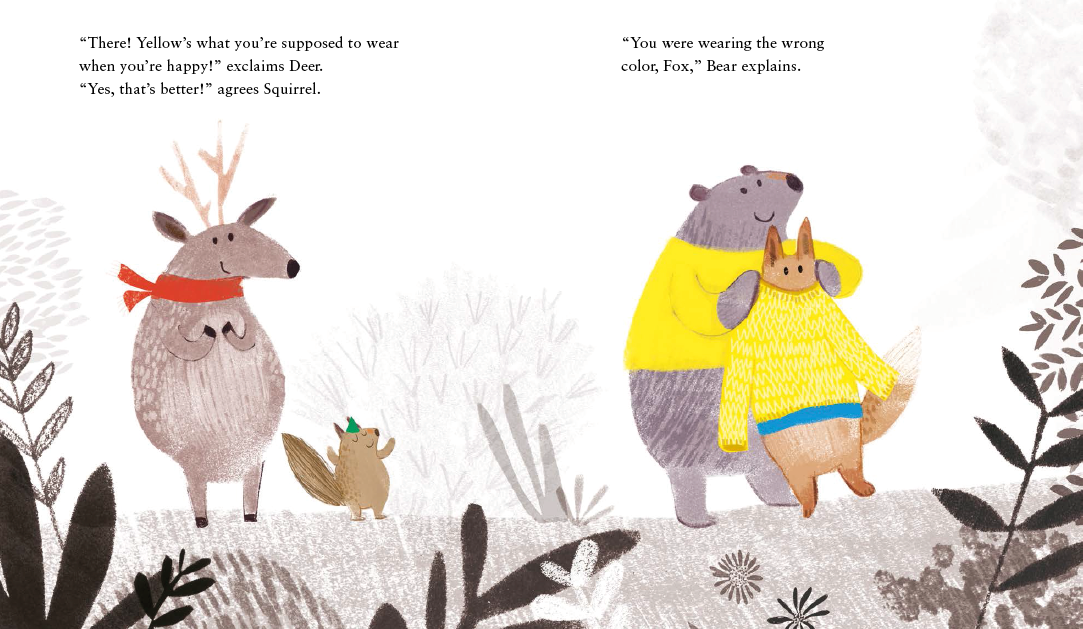 “There! Yellow’s what you’re supposed to wear
when you’re happy!” exclaims Deer.
“Yes, that’s better!” agrees Squirrel.
“You were wearing the wrong
color, Fox,” Bear explains.